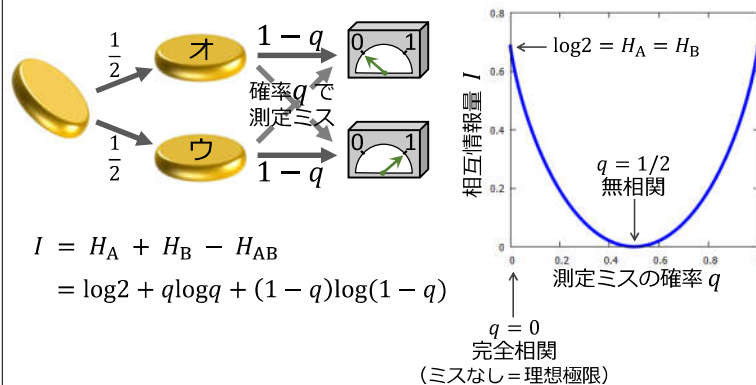 1/2
オ
1 − q
0 1
確率q で
測定ミス
1/2
ウ
1 − q
0 1
I = H_A + H_B − H_AB
= log2 + qlogq + (1 − q)log(1 − q)
相互情報量 I
0.8
0.6
0.4
0.2
0
log2 = H_A = H_B
q = 1/2
無相関
0 0.2 0.4 0.6 0.8
測定ミスの確率 q
q = 0
完全相関
(ミスなし=理想極限)